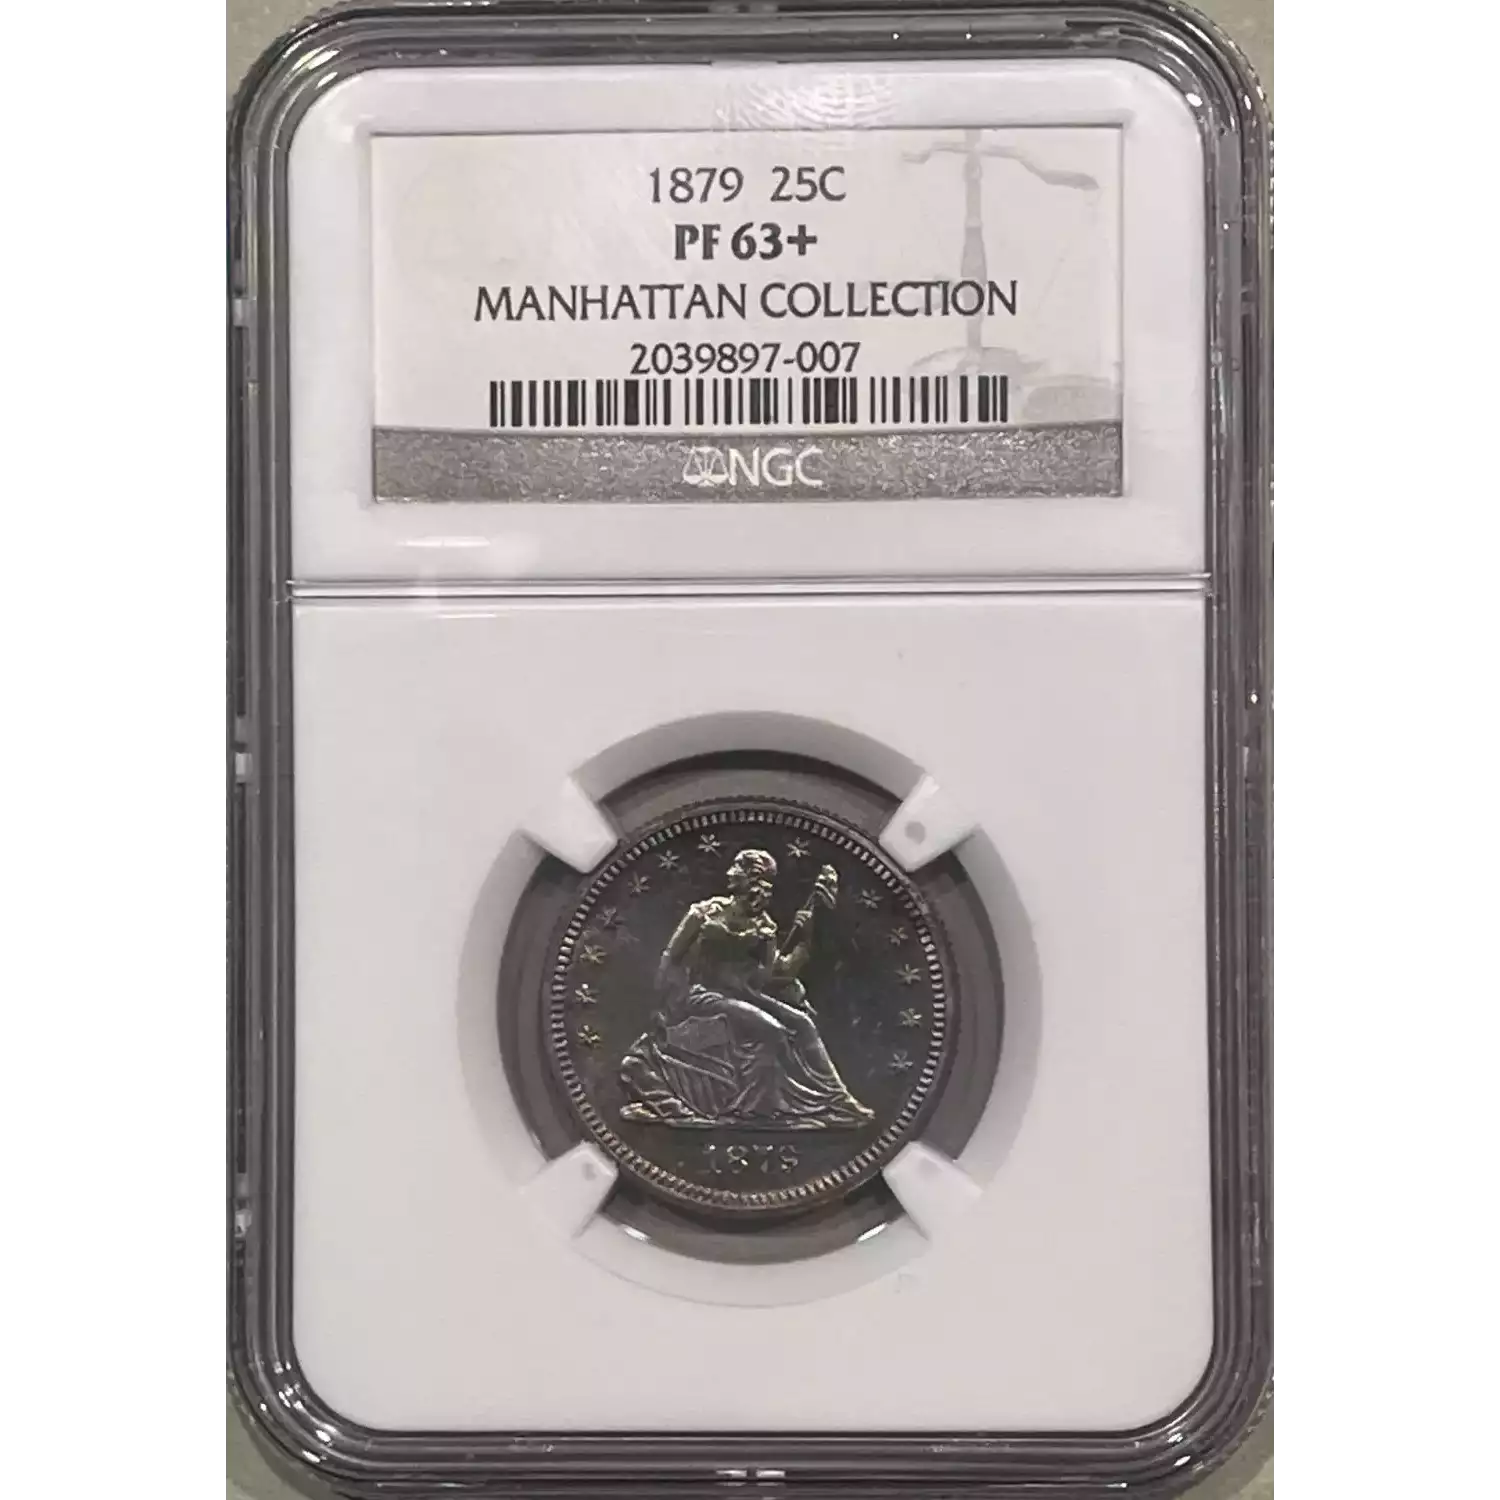 1879 25C
PF 63+
MANHATTAN COLLECTION
2039897-007
NGC
1879